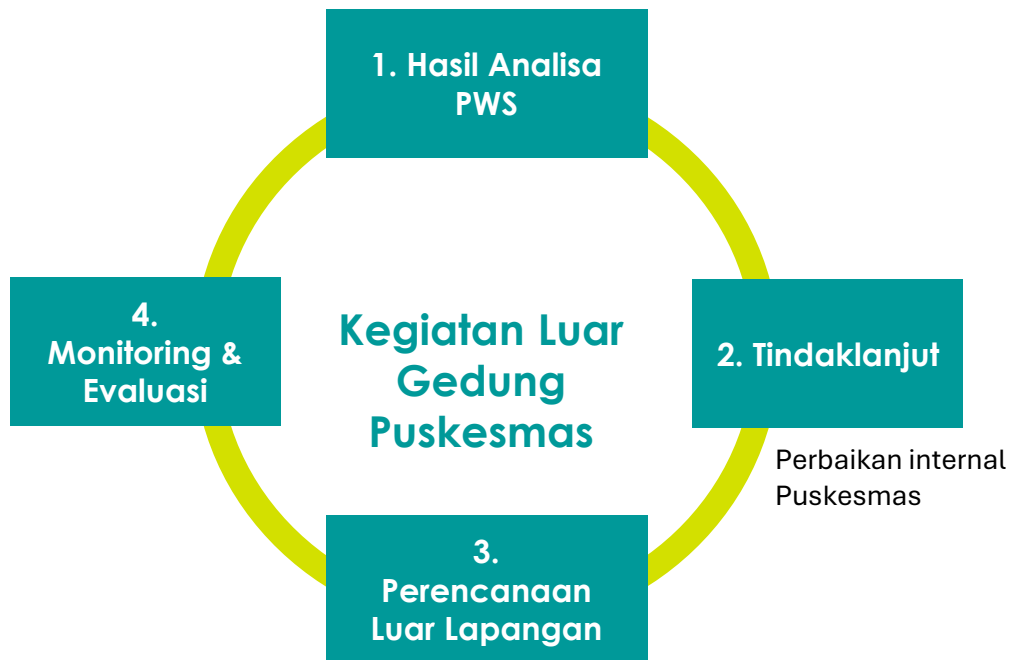 1. Hasil Analisa
PWS
4.
Monitoring &
Evaluasi
Kegiatan Luar
Gedung
Puskesmas
2. Tindaklanjut
Perbaikan internal
Puskesmas
3.
Perencanaan
Luar Lapangan